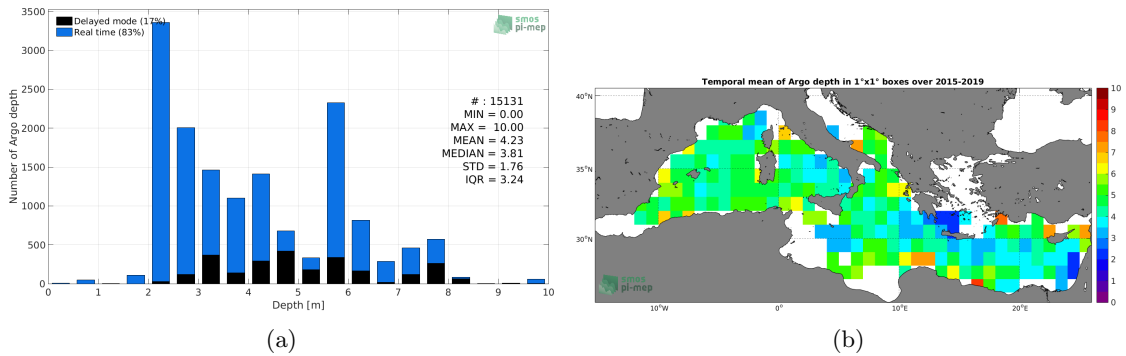 3500
3000
2500
2000
1500
1000
500
0
Number of Argo depth
Delayed mode (17%)
Real time (83%)
smos
pi-mep
# : 15131
MIN = 0.00
MAX = 10.00
MEAN = 4.23
MEDIAN = 3.81
STD = 1.76
IQR = 3.24
0 1 2 3 4 5 6 7 8 9 10
Depth [m]
(a)
Temporal mean of Argo depth in 1°x1° boxes over 2015-2019
40°N
35°N
30°N
smos
pi-mep
10°W 0° 10°E 20°E
10
9
8
7
6
5
4
3
2
1
0
(b)